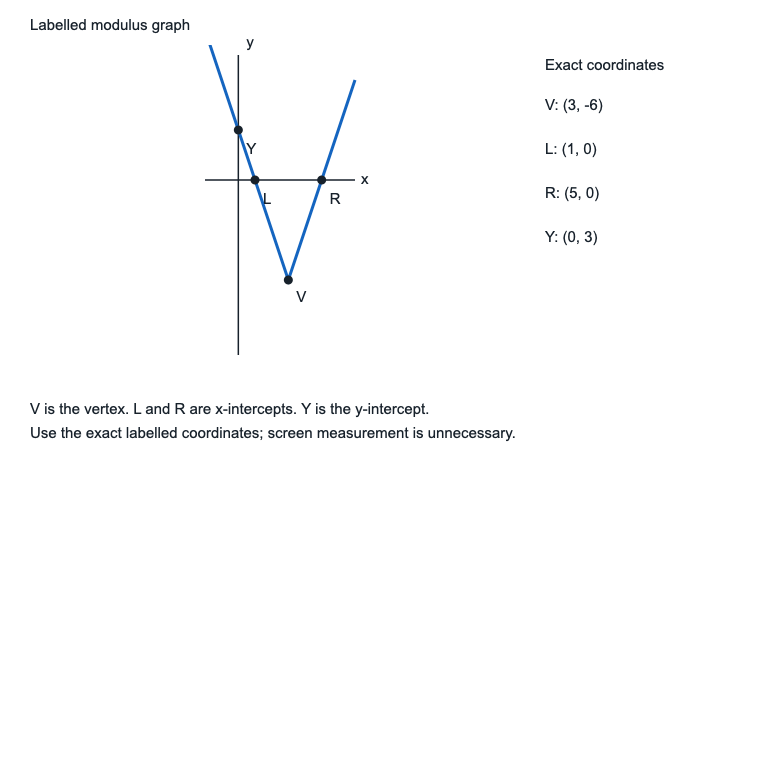 Labelled modulus graph
y
Exact coordinates
V: (3, -6)
Y
L: (1, 0)
x
L
R
R: (5, 0)
Y: (0, 3)
V
V is the vertex. L and R are x-intercepts. Y is the y-intercept.
Use the exact labelled coordinates; screen measurement is unnecessary.